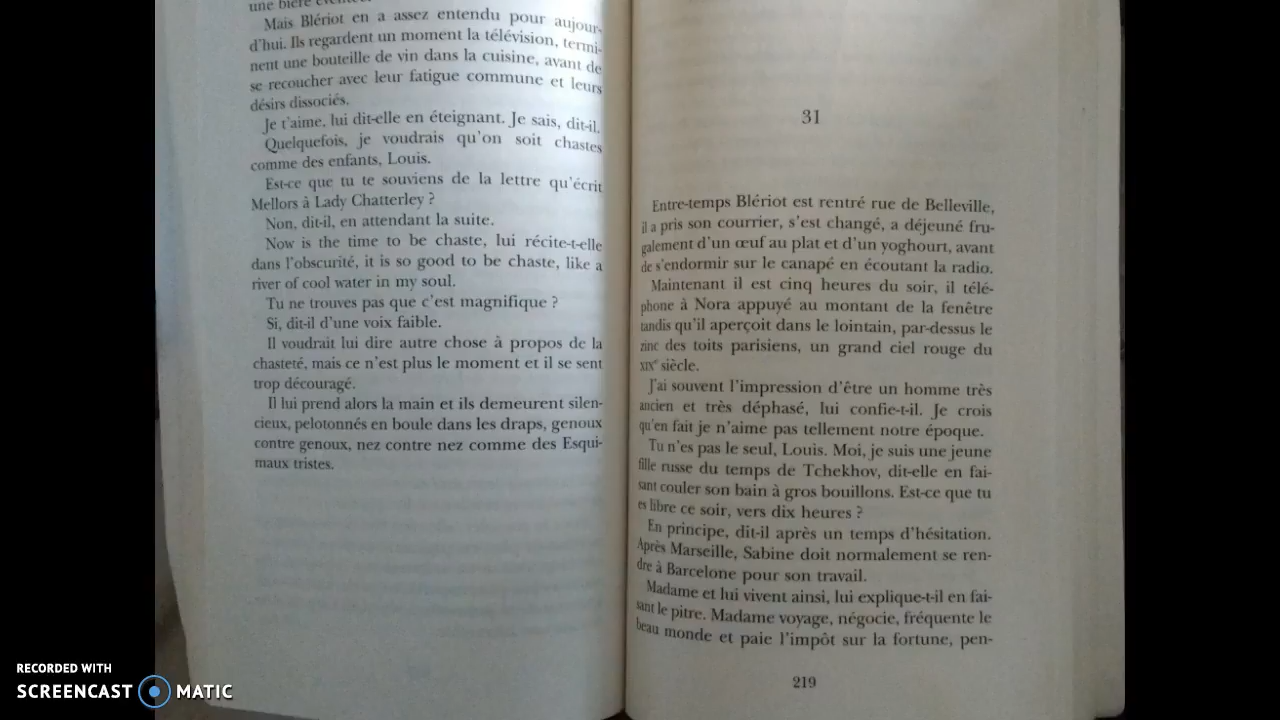 une bière
Mais Blériot en a assez entendu pour aujour-
d'hui. Ils regardent un moment la télévision, termi-
nent une bouteille de vin dans la cuisine, avant de
se recoucher avec leur fatigue commune et leurs
désirs dissociés.
Je t'aime, lui dit-elle en éteignant. Je sais, dit-il.
Quelquefois, je voudrais qu'on soit chastes
comme des enfants, Louis.
Est-ce que tu te souviens de la lettre qu'écrit
Mellors à Lady Chatterley ?
Non, dit-il, en attendant la suite.
Now is the time to be chaste, lui récite-t-elle
dans l'obscurité, it is so good to be chaste, like a
river of cool water in my soul.
Tu ne trouves pas que c'est magnifique ?
Si, dit-il d'une voix faible.
Il voudrait lui dire autre chose à propos de la
chasteté, mais ce n'est plus le moment et il se sent
trop découragé.
Il lui prend alors la main et ils demeurent silen-
cieux, pelotonnés en boule dans les draps, genoux
contre genoux, nez contre nez comme des Esqui-
maux tristes.
31
Entre-temps Blériot est rentré rue de Belleville,
il a pris son courrier, s'est changé, a déjeuné fru-
galement d'un œuf au plat et d'un yoghourt, avant
de s'endormir sur le canapé en écoutant la radio.
Maintenant il est cinq heures du soir, il télé-
phone à Nora appuyé au montant de la fenêtre
tandis qu'il aperçoit dans le lointain, par-dessus le
zinc des toits parisiens, un grand ciel rouge du
XIXe siècle.
J'ai souvent l'impression d'être un homme très
ancien et très déphasé, lui confie-t-il. Je crois
qu'en fait je n'aime pas tellement notre époque.
Tu n'es pas le seul, Louis. Moi, je suis une jeune
fille russe du temps de Tchekhov, dit-elle en fai-
sant couler son bain à gros bouillons. Est-ce que tu
es libre ce soir, vers dix heures ?
En principe, dit-il après un temps d'hésitation.
Après Marseille, Sabine doit normalement se ren-
dre à Barcelone pour son travail.
Madame et lui vivent ainsi, lui explique-t-il en fai-
sant le pitre. Madame voyage, négocie, fréquente le
beau monde et paie l'impôt sur la fortune, pen-
219
RECORDED WITH
SCREENCAST MATIC